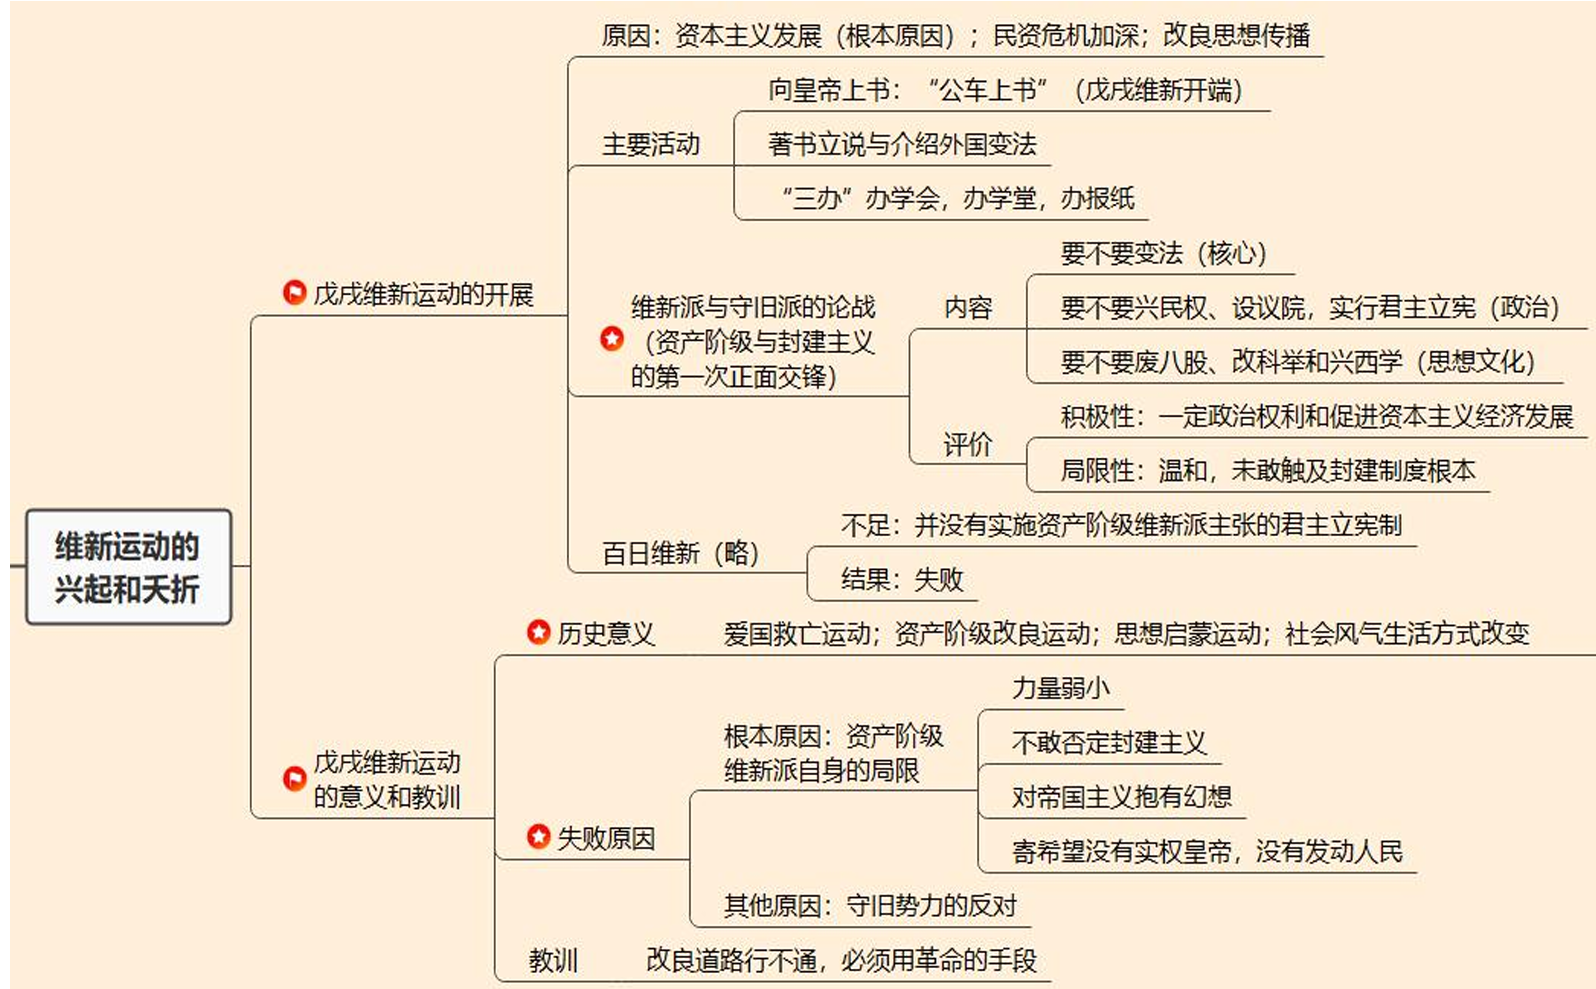 原因：资本主义发展（根本原因）；民资危机加深；改良思想传播
向皇帝上书：“公车上书”（戊戌维新开端）
主要活动
著书立说与介绍外国变法
“三办”办学会，办学堂，办报纸
戊戌维新运动的开展
维新派与守旧派的论战
（资产阶级与封建主义
的第一次正面交锋）
内容
要不要变法（核心）
要不要兴民权、设议院，实行君主立宪（政治）
要不要废八股、改科举和兴西学（思想文化）
评价
积极性：一定政治权利和促进资本主义经济发展
局限性：温和，未敢触及封建制度根本
百日维新（略）
不足：并没有实施资产阶级维新派主张的君主立宪制
结果：失败
维新运动的
兴起和夭折
戊戌维新运动
的意义和教训
历史意义
爱国救亡运动；资产阶级改良运动；思想启蒙运动；社会风气生活方式改变
失败原因
根本原因：资产阶级
维新派自身的局限
力量弱小
不敢否定封建主义
对帝国主义抱有幻想
寄希望没有实权皇帝，没有发动人民
其他原因：守旧势力的反对
教训
改良道路行不通，必须用革命的手段